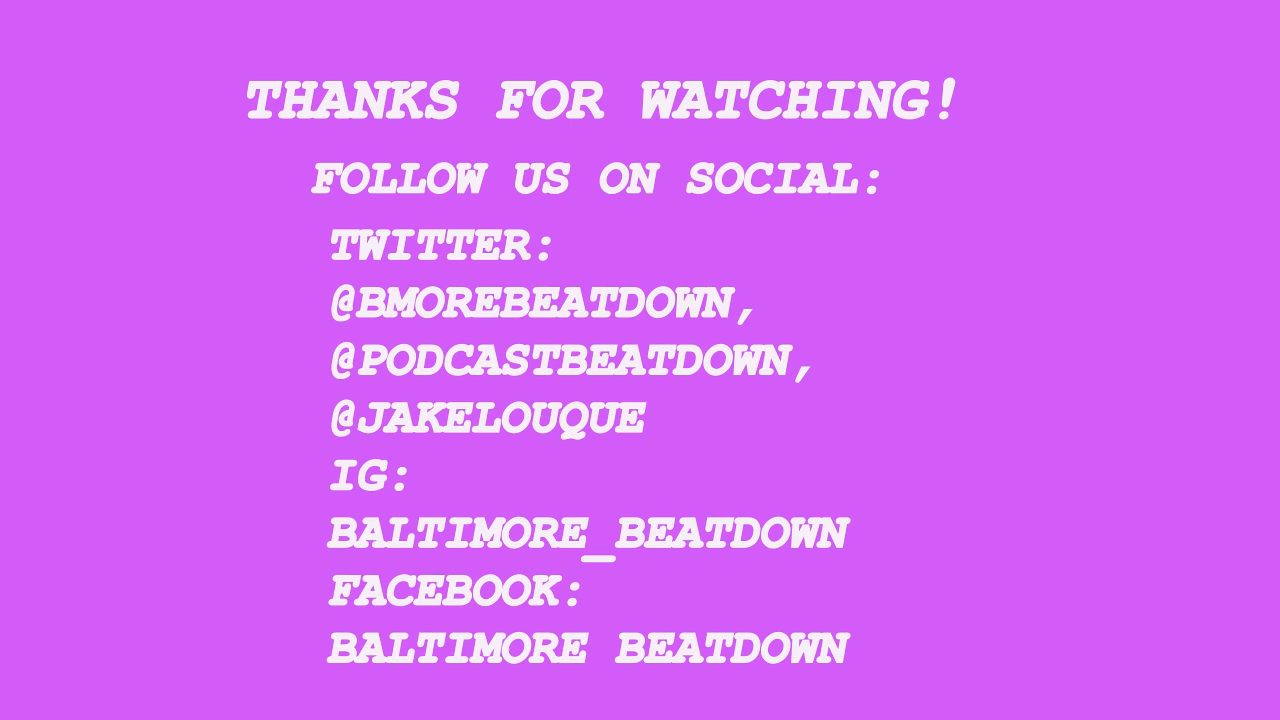 THANKS FOR WATCHING!
FOLLOW US ON SOCIAL:
TWITTER:
@BMOREBEATDOWN,
@PODCASTBEATDOWN,
@JAKELOUQUE
IG:
BALTIMORE_BEATDOWN
FACEBOOK:
BALTIMORE BEATDOWN